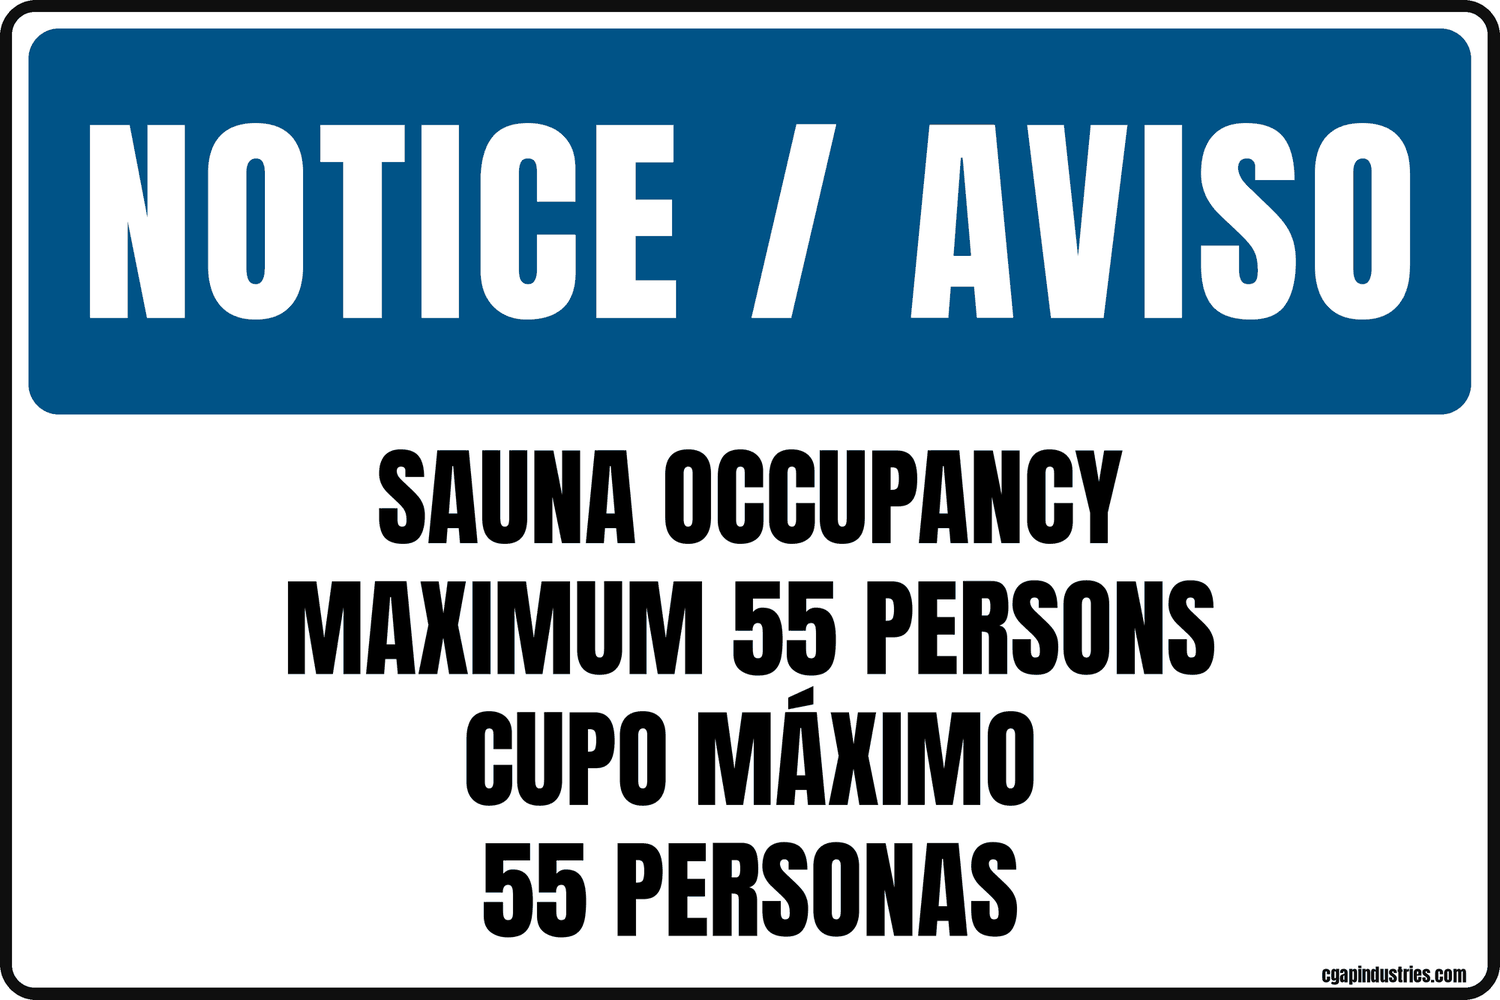 NOTICE / AVISO
SAUNA OCCUPANCY
MAXIMUM 55 PERSONS
CUPO MÁXIMO
55 PERSONAS
cgapindustries.com